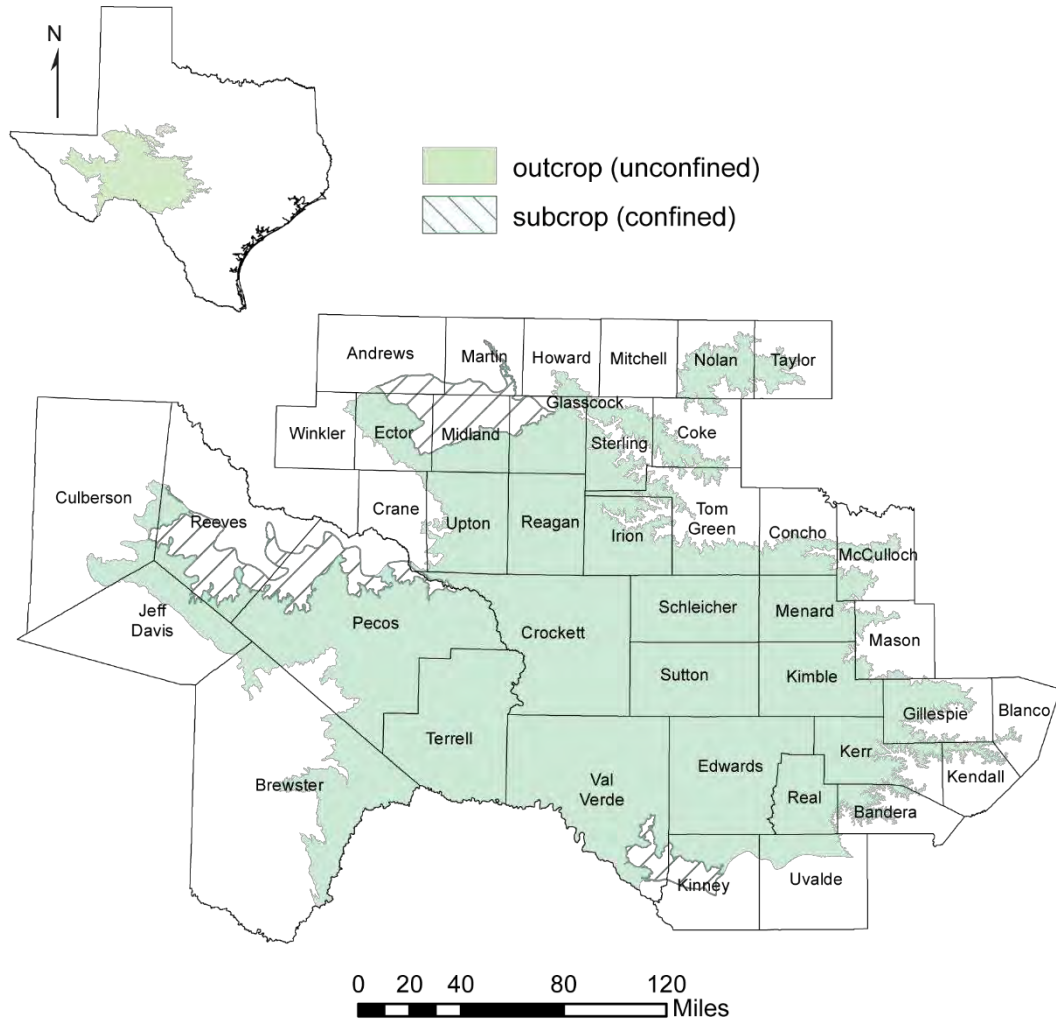 N
outcrop (unconfined)
subcrop (confined)
Andrews
Martin
Howard
Mitchell
Nolan
Taylor
Winkler
Ector
Midland
Glasscock
Sterling
Coke
Culberson
Reeves
Crane
Upton
Reagan
Irion
Tom
Green
Concho
McCulloch
Jeff
Davis
Pecos
Crockett
Schleicher
Menard
Mason
Sutton
Kimble
Gillespie
Blanco
Terrell
Kerr
Kendall
Brewster
Val
Verde
Edwards
Real
Bandera
Kinney
Uvalde
0 20 40 80 120
Miles